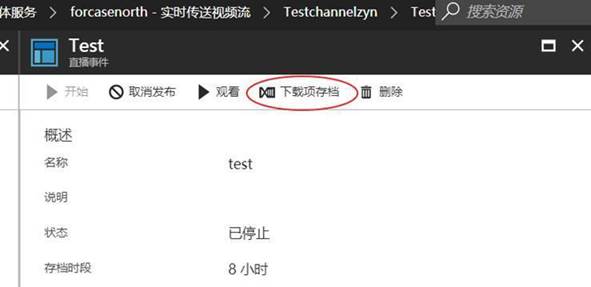 体服务 > forcasenorth - 实时传送视频流 > Testchannelzyn > Test 搜索资源
Test
直播事件
开始 取消发布 观看 下载项存档 删除
概述
名称 test
说明
状态 已停止
存档时段 8 小时